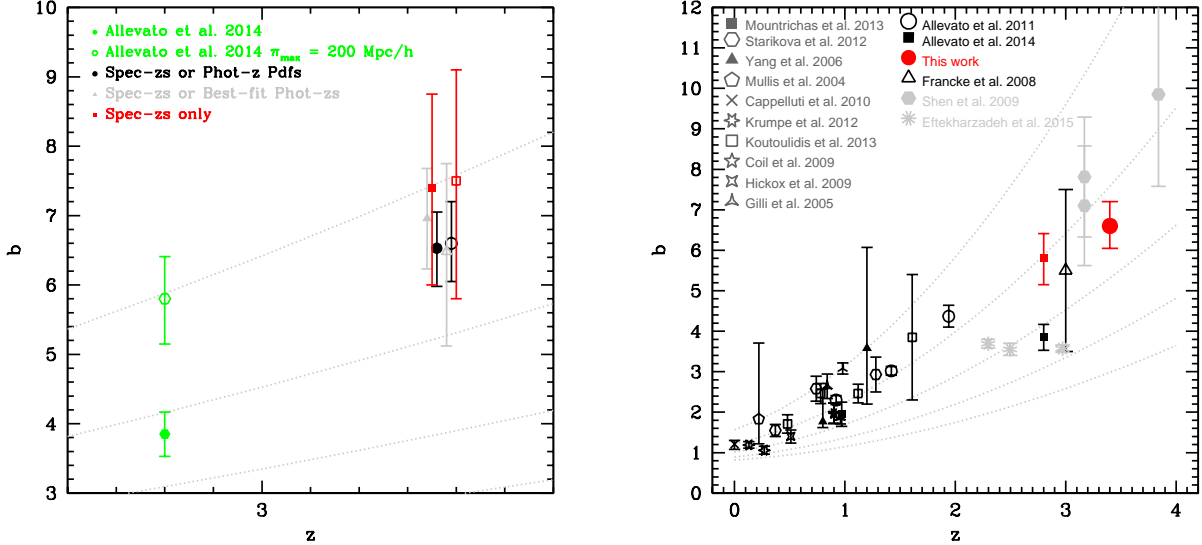 10
9
8
7
6
5
4
3
b
3
z
Allevato et al. 2014
Allevato et al. 2014 πmax = 200 Mpc/h
Spec-zs or Phot-z Pdfs
Spec-zs or Best-fit Phot-zs
Spec-zs only
12
11
10
9
8
7
6
5
4
3
2
1
0
b
0 1 2 3 4
z
Mountrichas et al. 2013
Starikova et al. 2012
Yang et al. 2006
Mullis et al. 2004
Cappelluti et al. 2010
Krumpe et al. 2012
Koutoulidis et al. 2013
Coil et al. 2009
Hickox et al. 2009
Gilli et al. 2005
Allevato et al. 2011
Allevato et al. 2014
This work
Francke et al. 2008
Shen et al. 2009
Eftekharzadeh et al. 2015